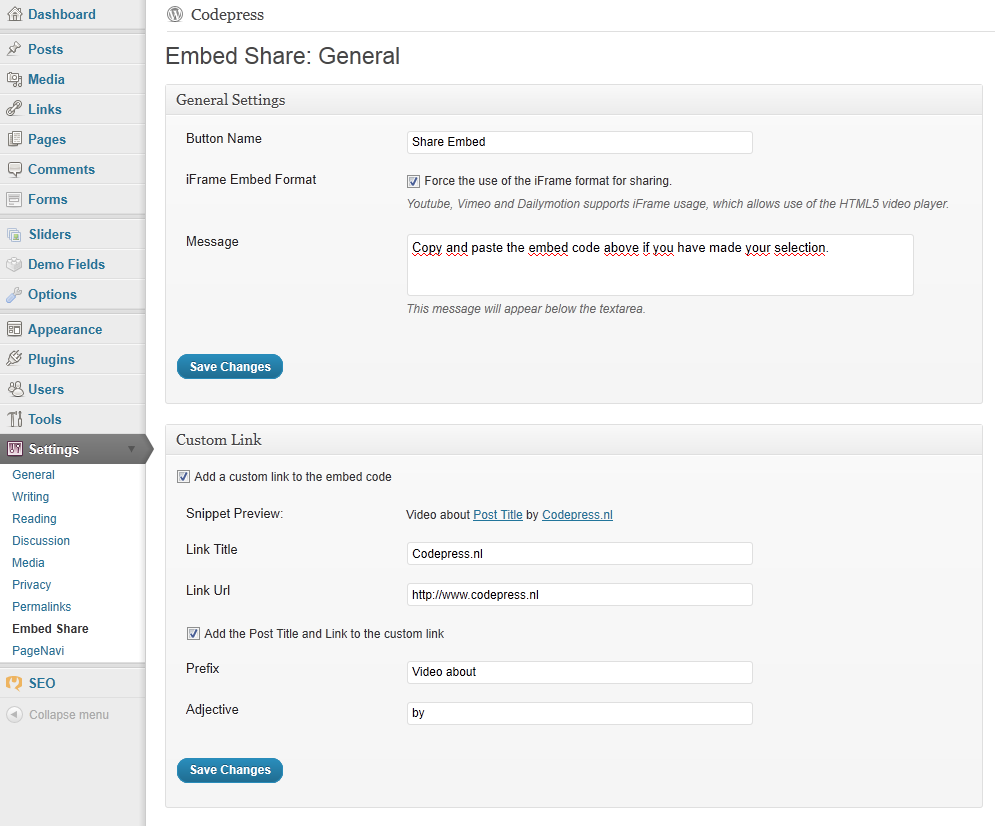 Dashboard
Posts
Media
Links
Pages
Comments
Forms
Sliders
Demo Fields
Options
Appearance
Plugins
Users
Tools
Settings
General
Writing
Reading
Discussion
Media
Privacy
Permalinks
Embed Share
PageNavi
SEO
Collapse menu
Codepress
Embed Share: General
General Settings
Button Name
Share Embed
iFrame Embed Format
Force the use of the iFrame format for sharing.
Youtube, Vimeo and Dailymotion supports iFrame usage, which allows use of the HTML5 video player.
Message
Copy and paste the embed code above if you have made your selection.
This message will appear below the textarea.
Save Changes
Custom Link
Add a custom link to the embed code
Snippet Preview:
Video about Post Title by Codepress.nl
Link Title
Codepress.nl
Link Url
http://www.codepress.nl
Add the Post Title and Link to the custom link
Prefix
Video about
Adjective
by
Save Changes